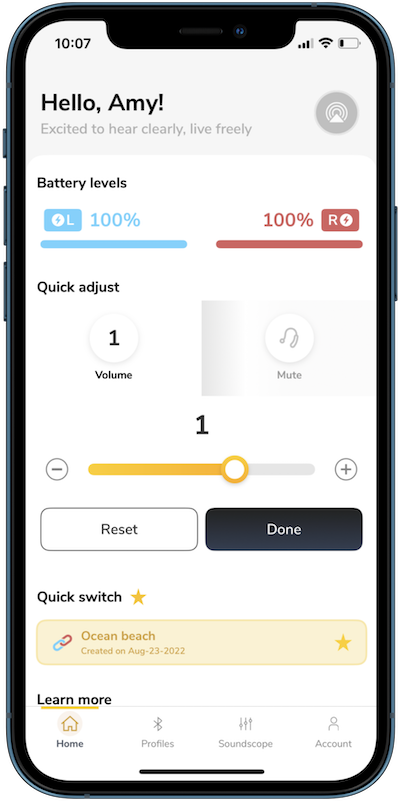 10:07
Hello, Amy!
Excited to hear clearly, live freely
Battery levels
L 100% 100% R
Quick adjust
1
Volume Mute
1
Reset Done
Quick switch
Ocean beach
Created on Aug-23-2022
Learn more
Home Profiles Soundscope Account